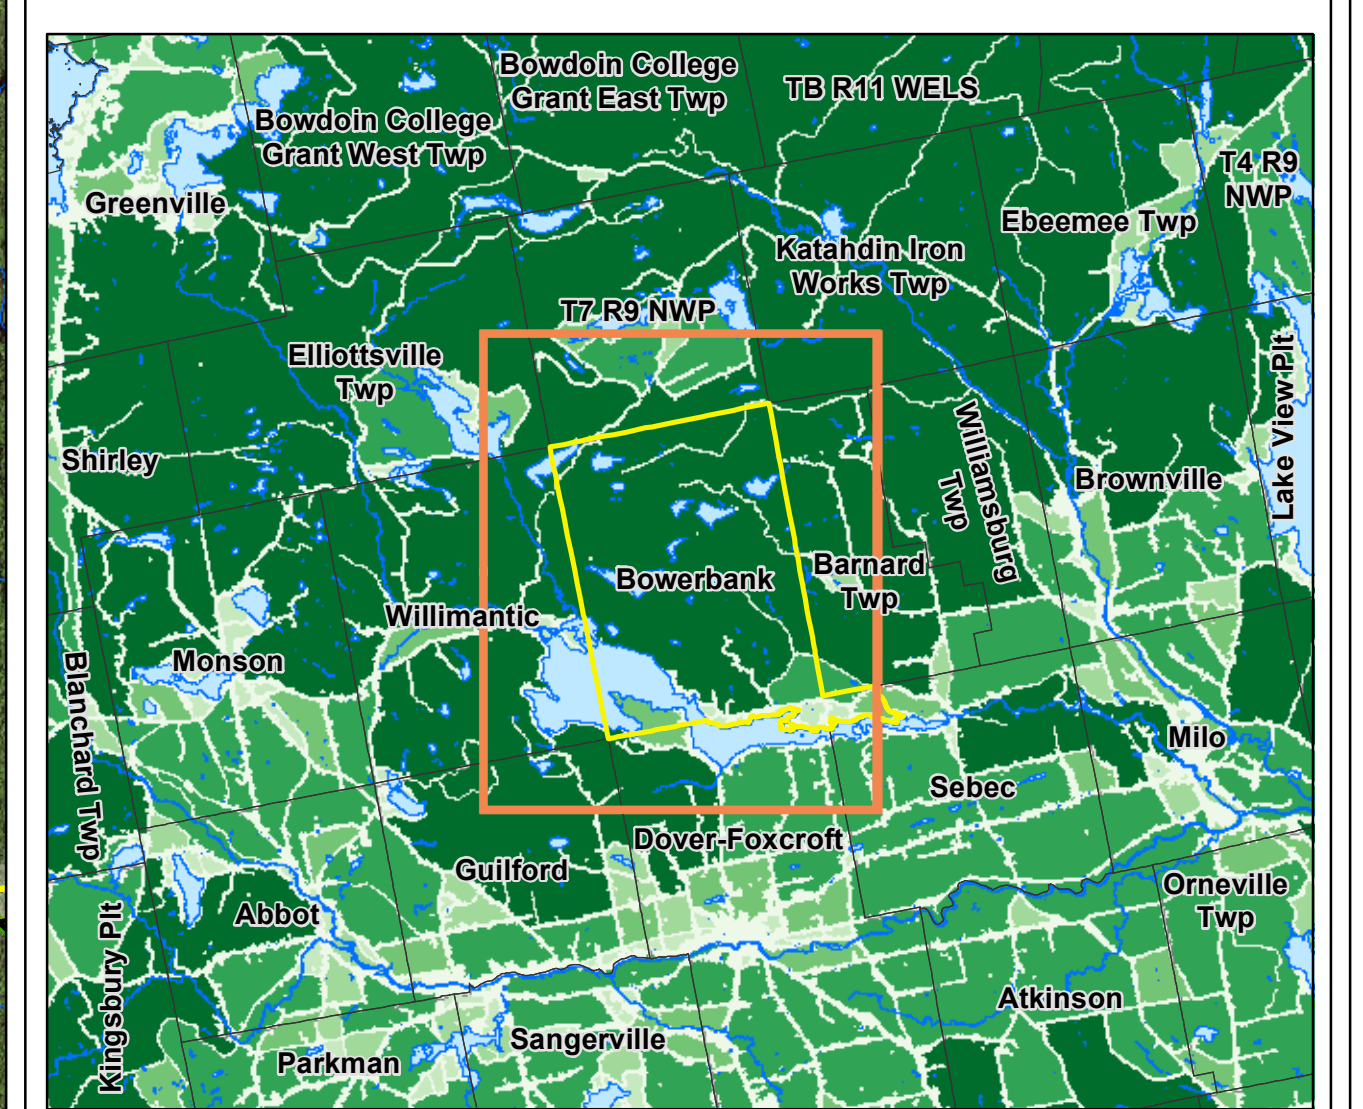 Bowdoin College
Grant East Twp
TB R11 WELS
Bowdoin College
Grant West Twp
T4 R9
NWP
Greenville
Ebeemee Twp
Katahdin Iron
Works Twp
T7 R9 NWP
Elliottsville
Twp
Lake View Plt
Shirley
Williamsburg
Twp
Brownville
Barnard
Twp
Bowerbank
Willimantic
Monson
Blanchard Twp
Milo
Sebec
Dover-Foxcroft
Guilford
Orneville
Twp
Abbot
Kingsbury Plt
Atkinson
Sangerville
Parkman